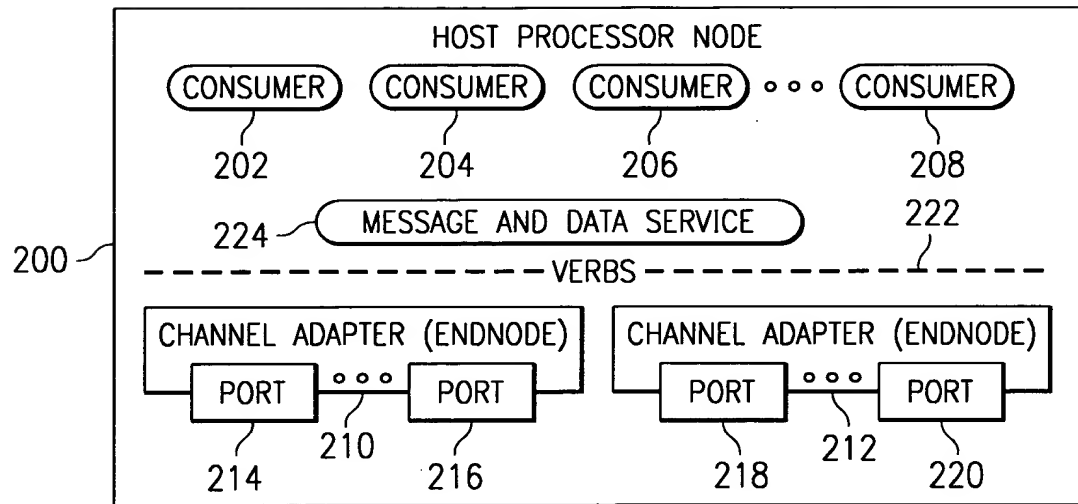 HOST PROCESSOR NODE
CONSUMER CONSUMER CONSUMER CONSUMER
202 204 206 208
224 MESSAGE AND DATA SERVICE 222
200
VERBS
CHANNEL ADAPTER (ENDNODE) CHANNEL ADAPTER (ENDNODE)
PORT PORT PORT PORT
214 210 216 218 212 220